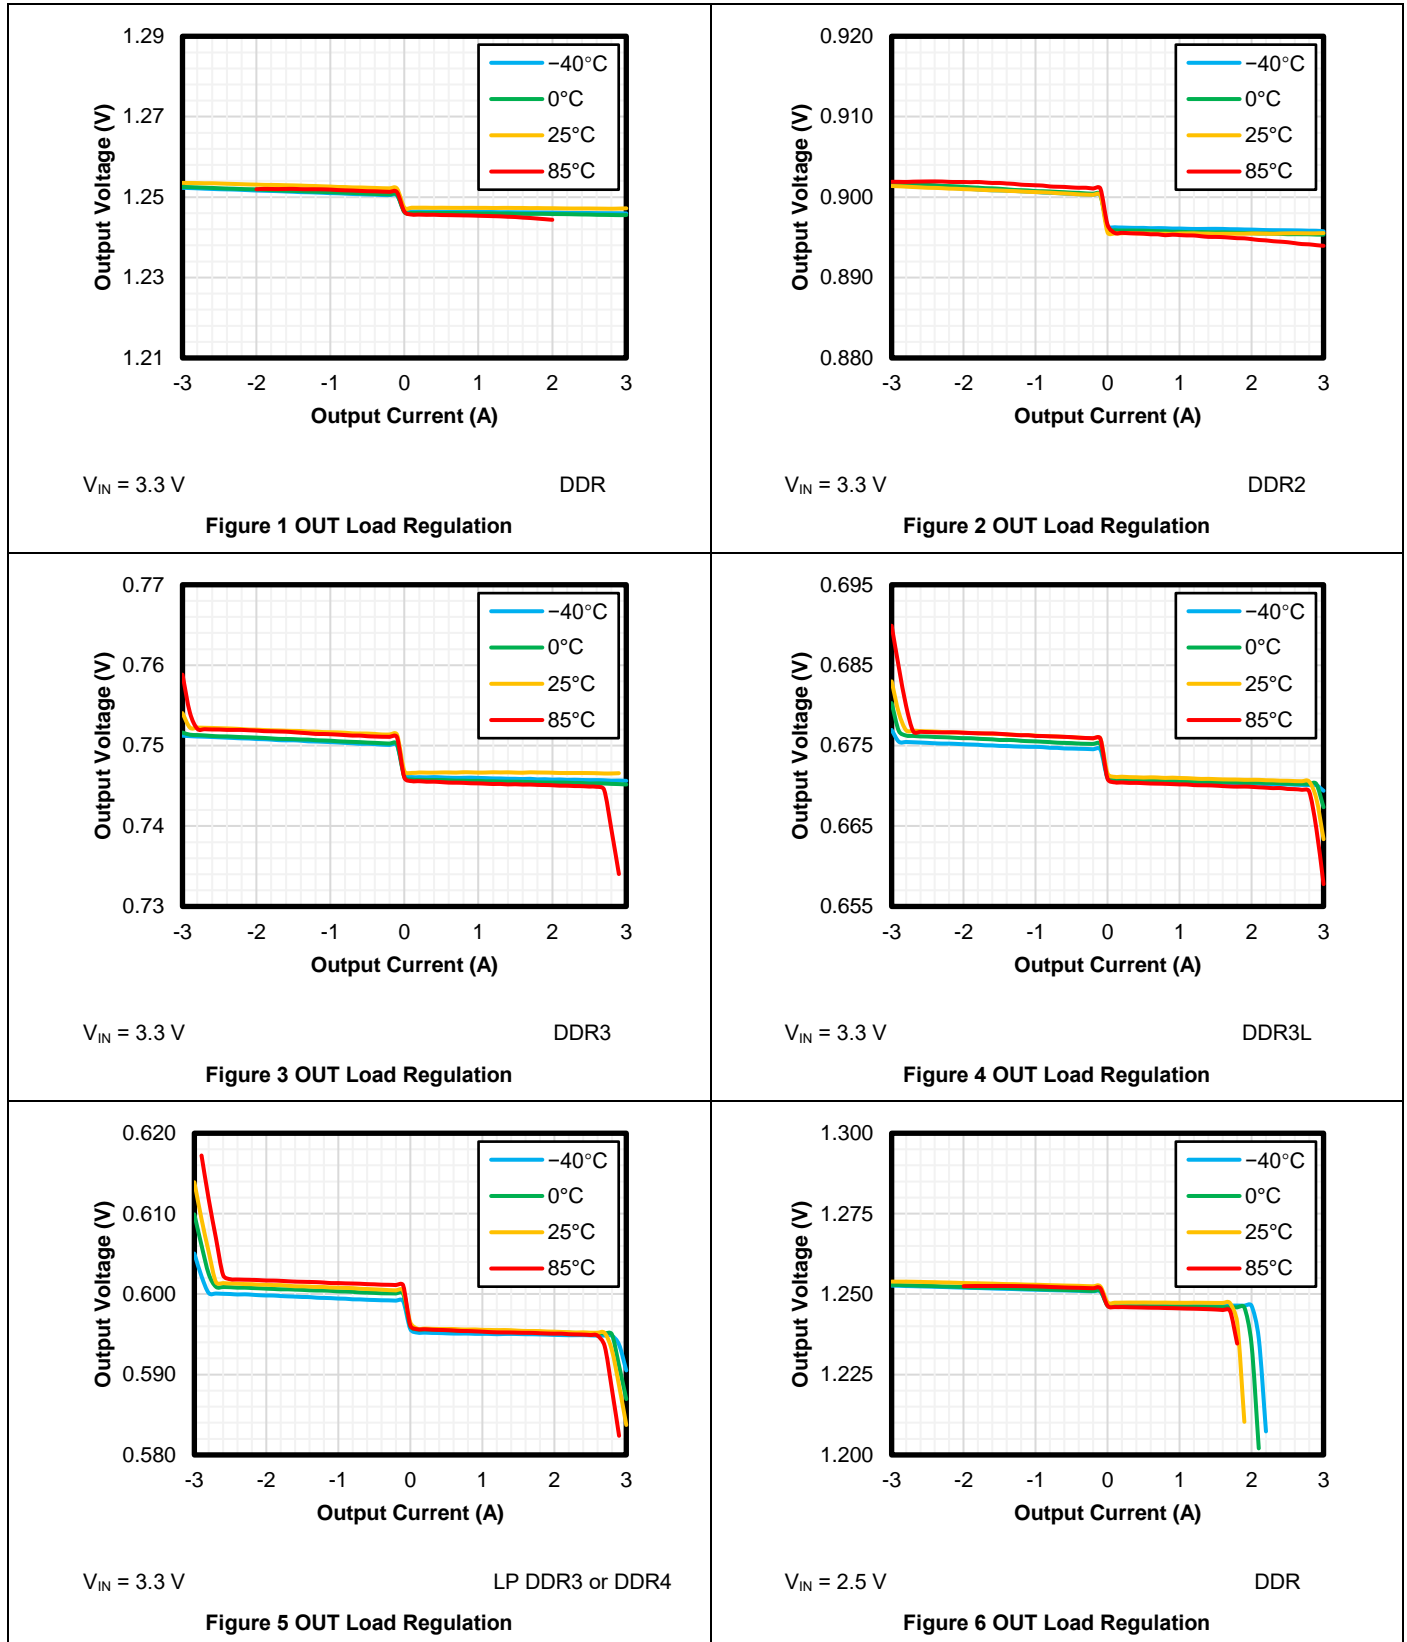 1.29
1.27
1.25
1.23
1.21
Output Voltage (V)
−40°C
0°C
25°C
85°C
-3 -2 -1 0 1 2 3
Output Current (A)
V_IN = 3.3 V DDR
Figure 1 OUT Load Regulation
0.920
0.910
0.900
0.890
0.880
Output Voltage (V)
−40°C
0°C
25°C
85°C
-3 -2 -1 0 1 2 3
Output Current (A)
V_IN = 3.3 V DDR2
Figure 2 OUT Load Regulation
0.77
0.76
0.75
0.74
0.73
Output Voltage (V)
−40°C
0°C
25°C
85°C
-3 -2 -1 0 1 2 3
Output Current (A)
V_IN = 3.3 V DDR3
Figure 3 OUT Load Regulation
0.695
0.685
0.675
0.665
0.655
Output Voltage (V)
−40°C
0°C
25°C
85°C
-3 -2 -1 0 1 2 3
Output Current (A)
V_IN = 3.3 V DDR3L
Figure 4 OUT Load Regulation
0.620
0.610
0.600
0.590
0.580
Output Voltage (V)
−40°C
0°C
25°C
85°C
-3 -2 -1 0 1 2 3
Output Current (A)
V_IN = 3.3 V LP DDR3 or DDR4
Figure 5 OUT Load Regulation
1.300
1.275
1.250
1.225
1.200
Output Voltage (V)
−40°C
0°C
25°C
85°C
-3 -2 -1 0 1 2 3
Output Current (A)
V_IN = 2.5 V DDR
Figure 6 OUT Load Regulation